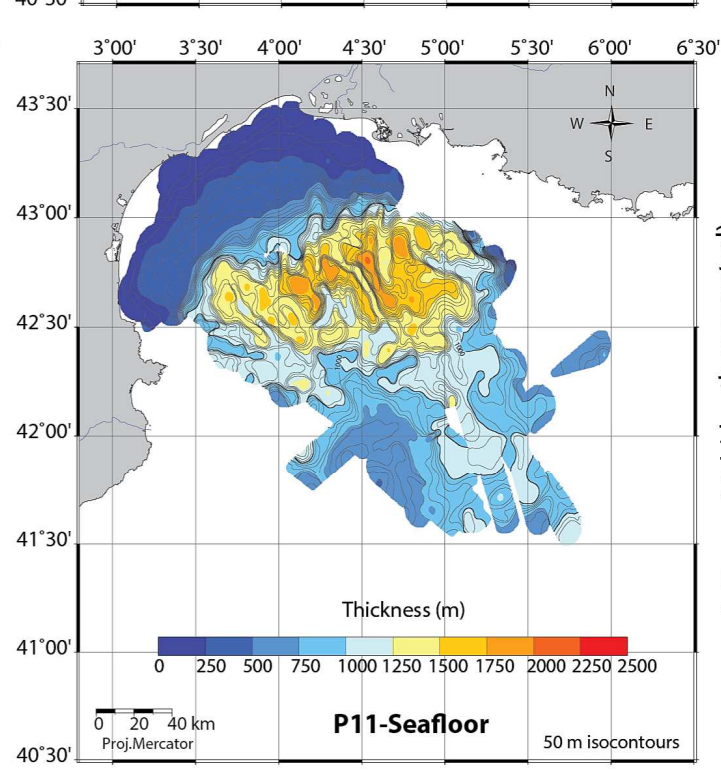 40°30'
3°00' 3°30' 4°00' 4°30' 5°00' 5°30' 6°00' 6°30'
43°30'
N
W E
S
43°00'
42°30'
42°00'
41°30'
Thickness (m)
41°00'
0 250 500 750 1000 1250 1500 1750 2000 2250 2500
0 20 40 km
Proj.Mercator
P11-Seafloor
50 m isocontours
40°30'